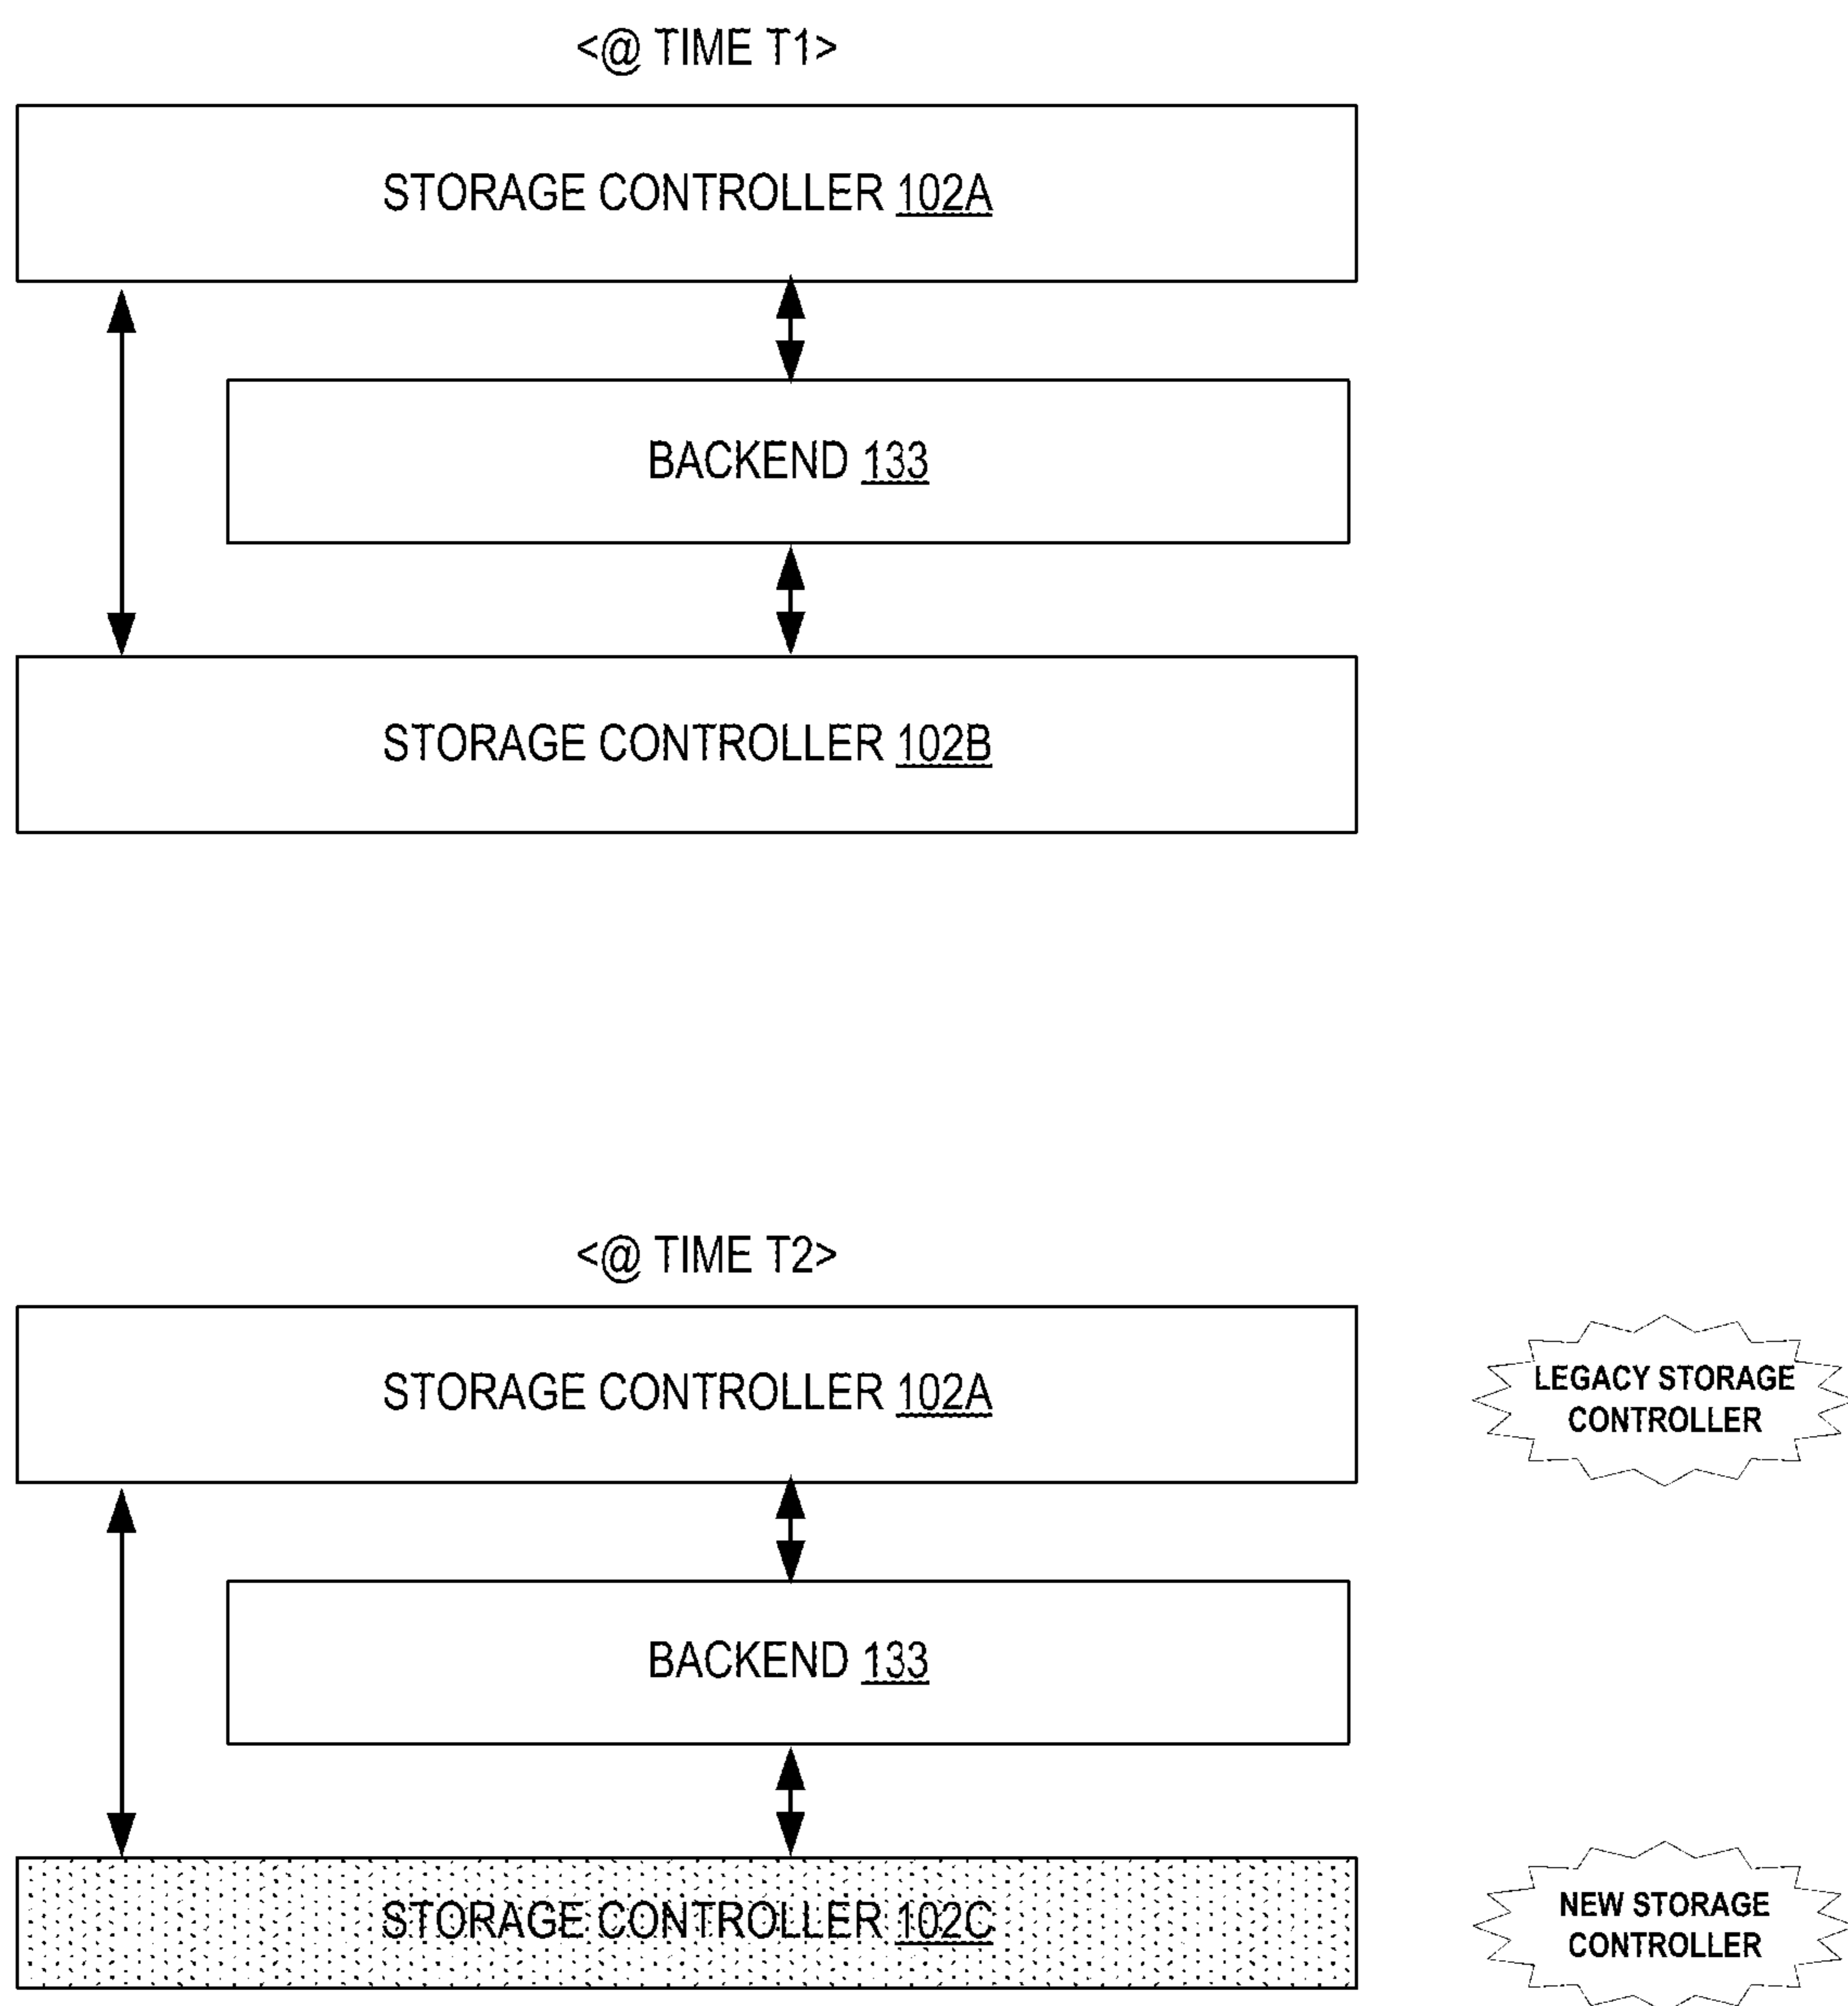 <@ TIME T1>
STORAGE CONTROLLER 102A
BACKEND 133
STORAGE CONTROLLER 102B
<@ TIME T2>
STORAGE CONTROLLER 102A
LEGACY STORAGE
CONTROLLER
BACKEND 133
STORAGE CONTROLLER 102C
NEW STORAGE
CONTROLLER